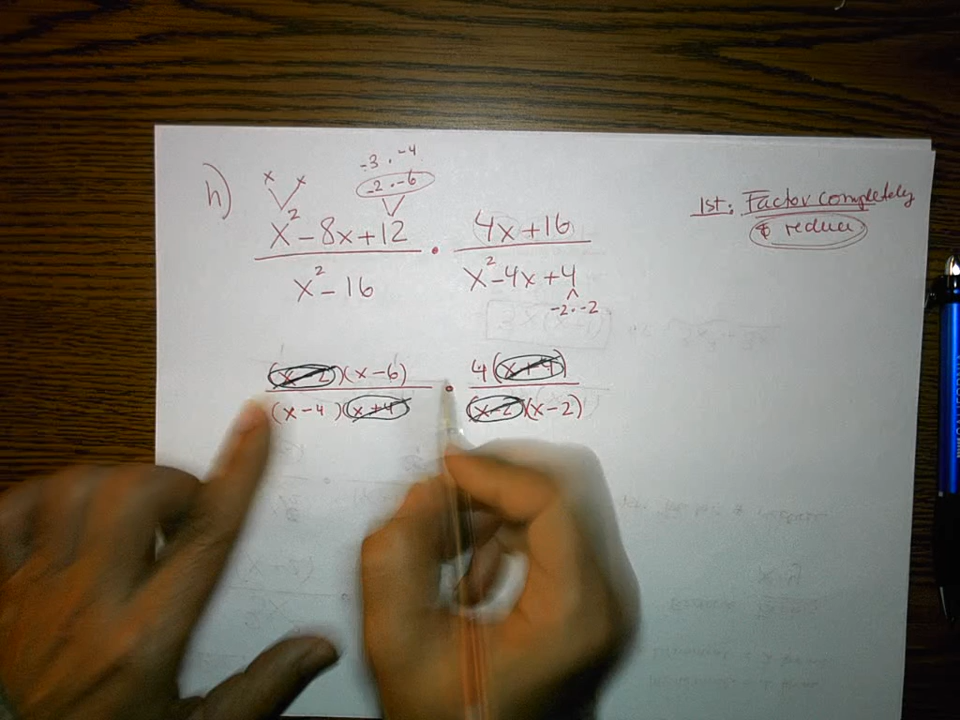 h)
x x
-3 · -4
-2 · -6
x² - 8x + 12 · 4x + 16
x² - 16 x² - 4x + 4
-2 · -2
1st: Factor completely
& reduce
(x - 2)(x - 6) · 4(x + 4)
(x - 4)(x + 4) (x - 2)(x - 2)